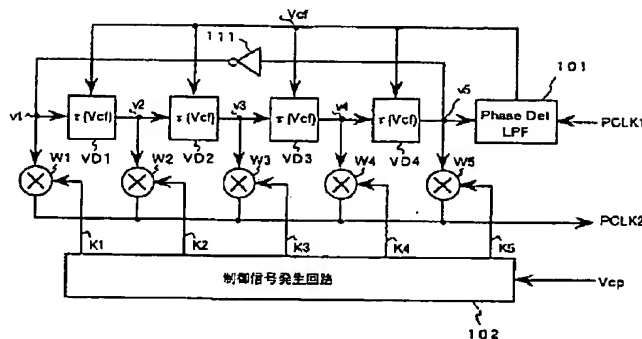 Vcf
111
101
v1
v2
v3
v4
v5
τ(Vcf)
τ(Vcf)
τ(Vcf)
τ(Vcf)
Phase Del
LPF
PCLK1
VD1
VD2
VD3
VD4
W1
W2
W3
W4
W5
PCLK2
K1
K2
K3
K4
K5
制御信号発生回路
Vcp
102